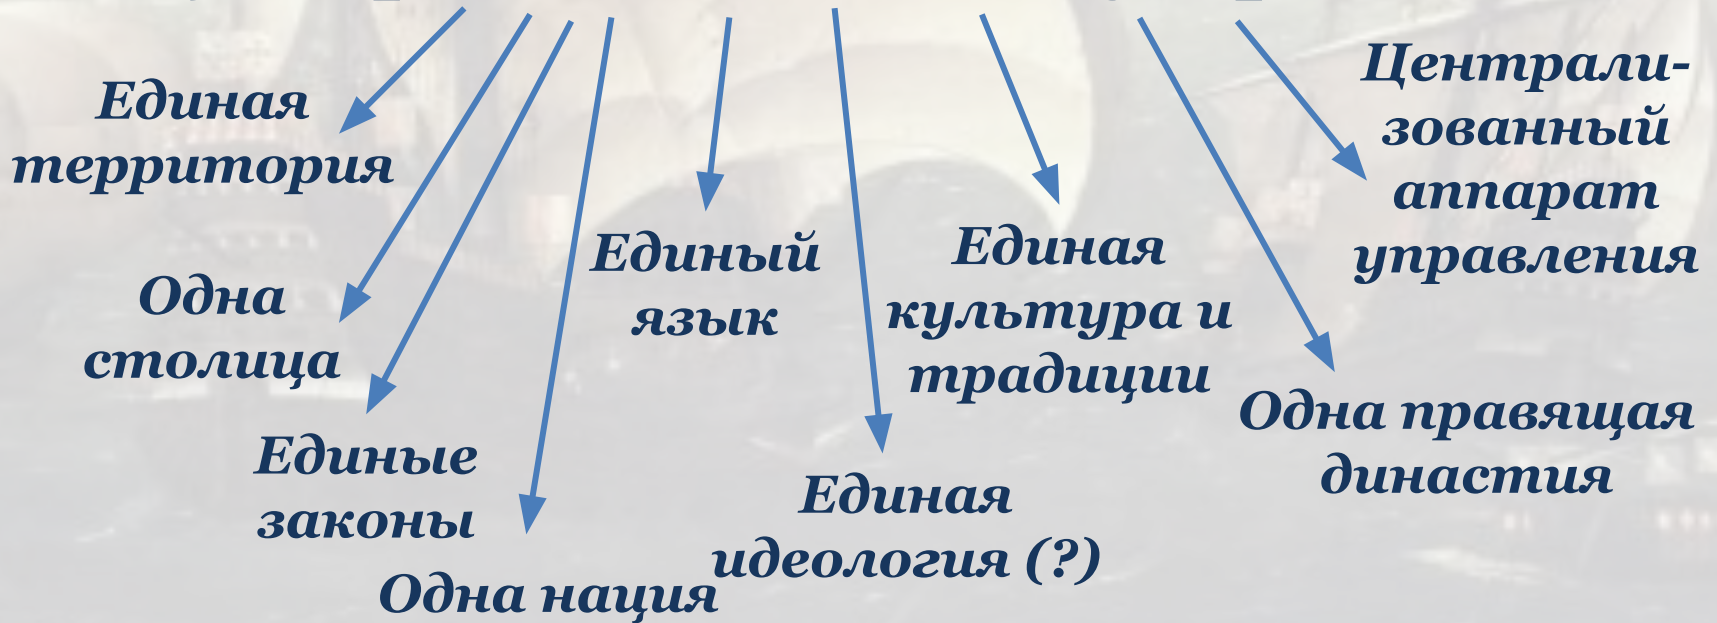 Единая
территория
Одна
столица
Единые
законы
Одна нация
Единый
язык
Единая
идеология (?)
Единая
культура и
традиции
Одна правящая
династия
Централи-
зованный
аппарат
управления